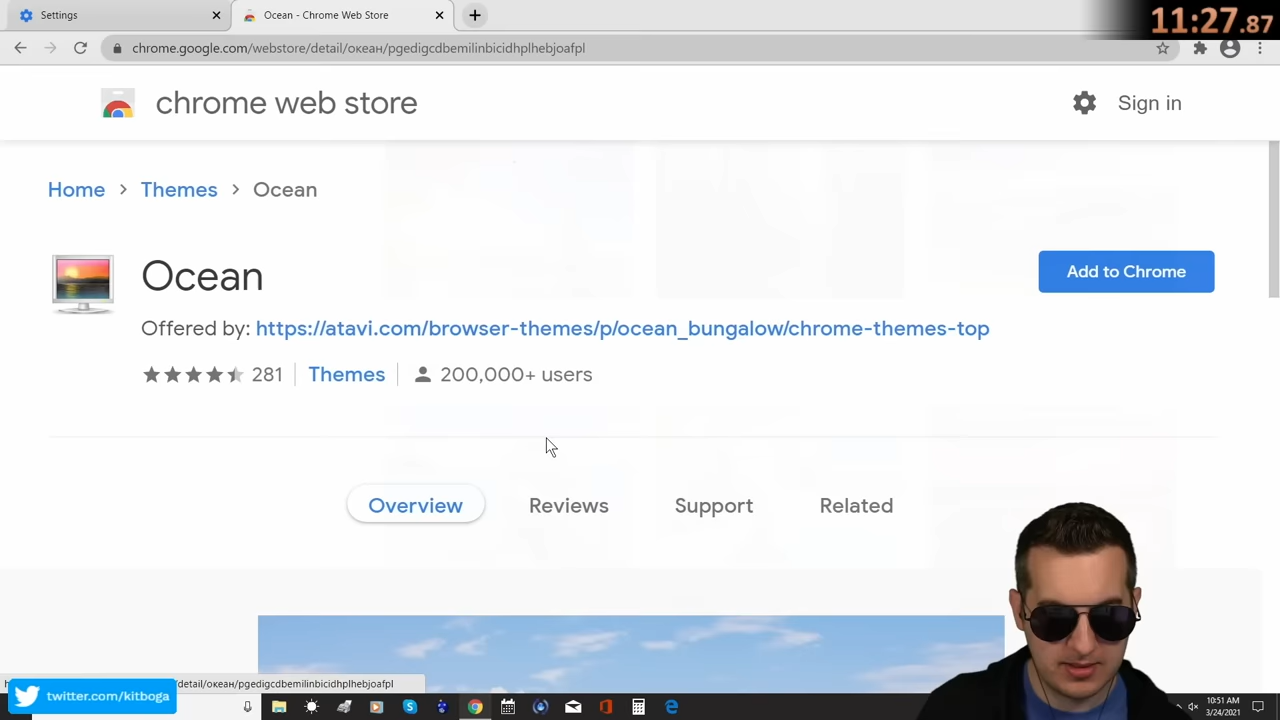 11:27.87
Settings
Ocean - Chrome Web Store
chrome.google.com/webstore/detail/океан/pgedigcdbemilinbicidhplhebjoafpl
chrome web store
Sign in
Home > Themes > Ocean
Ocean
Add to Chrome
Offered by: https://atavi.com/browser-themes/p/ocean_bungalow/chrome-themes-top
281
Themes
200,000+ users
Overview
Reviews
Support
Related
/detail/океан/pgedigcdbemilinbicidhplhebjoafpl
twitter.com/kitboga
10:51 AM
3/24/2021